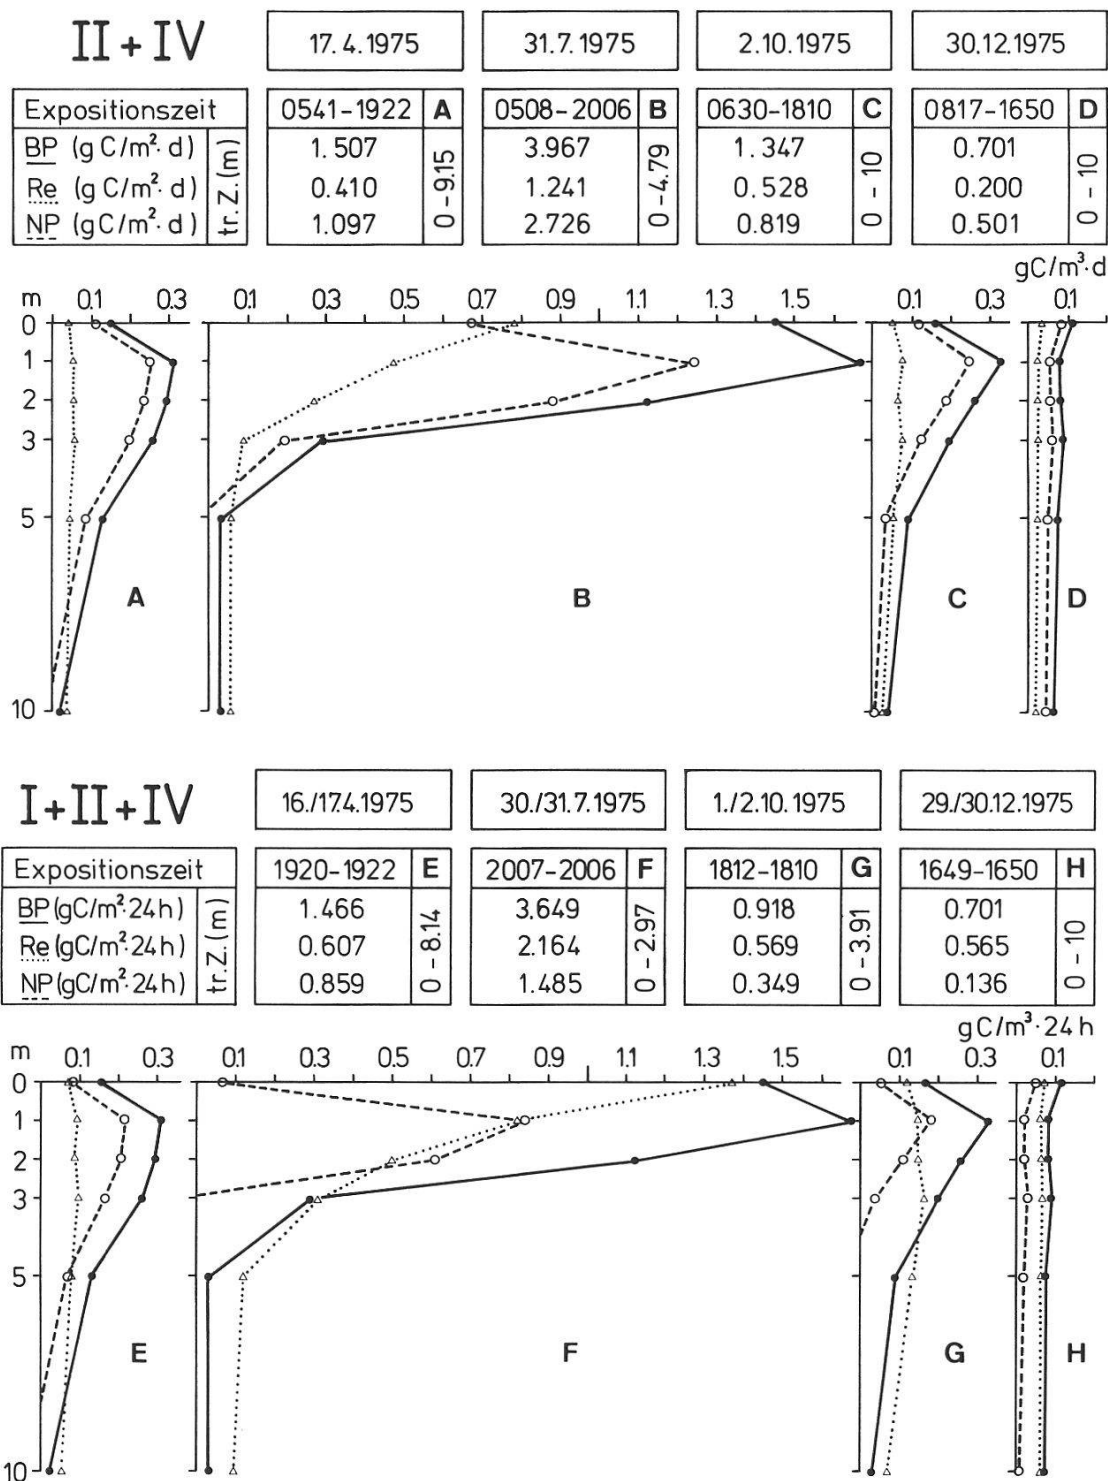 II + IV 17. 4. 1975 31.7. 1975 2.10.1975 30.12.1975
Expositionszeit 0541-1922 A 0508-2006 B 0630-1810 C 0817-1650 D
BP (g C/m²· d) tr.Z.(m) 1.507 0-9.15 3.967 0-4.79 1.347 0-10 0.701 0-10
Re (g C/m²· d) 0.410 1.241 0.528 0.200
NP (g C/m²· d) 1.097 2.726 0.819 0.501
gC/m³·d
m 0.1 0.3 0.1 0.3 0.5 0.7 0.9 1.1 1.3 1.5 0.1 0.3 0.1
0
1
2
3
5
A B C D
10
I+II+IV 16./17.4.1975 30./31.7.1975 1./2.10.1975 29./30.12.1975
Expositionszeit 1920-1922 E 2007-2006 F 1812-1810 G 1649-1650 H
BP (gC/m²·24h) tr.Z.(m) 1.466 0-8.14 3.649 0-2.97 0.918 0-3.91 0.701 0-10
Re (gC/m²·24h) 0.607 2.164 0.569 0.565
NP (gC/m²·24h) 0.859 1.485 0.349 0.136
gC/m³·24h
m 0.1 0.3 0.1 0.3 0.5 0.7 0.9 1.1 1.3 1.5 0.1 0.3 0.1
0
1
2
3
5
E F G H
10